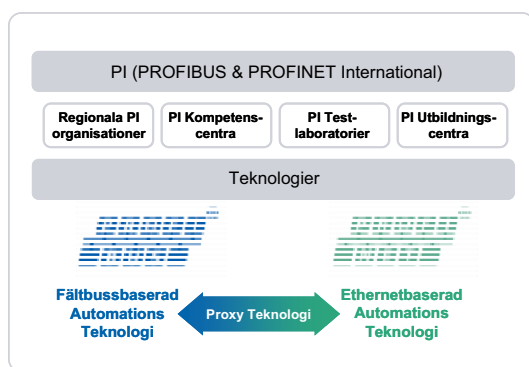 PI (PROFIBUS & PROFINET International)
Regionala PI
organisationer
PI Kompetens-
centra
PI Test-
laboratorier
PI Utbildnings-
centra
Teknologier
Fältbussbaserad
Automations
Teknologi
Proxy Teknologi
Ethernetbaserad
Automations
Teknologi